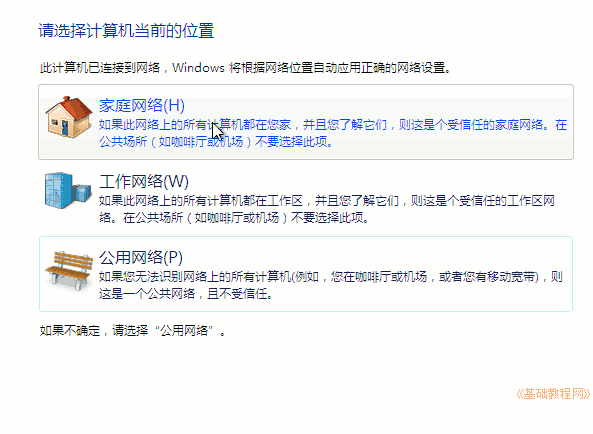 请选择计算机当前的位置
此计算机已连接到网络，Windows 将根据网络位置自动应用正确的网络设置。
家庭网络(H)
如果此网络上的所有计算机都在您家，并且您了解它们，则这是个受信任的家庭网络。在
公共场所（如咖啡厅或机场）不要选择此项。
工作网络(W)
如果此网络上的所有计算机都在工作区，并且您了解它们，则这是个受信任的工作区网
络。在公共场所（如咖啡厅或机场）不要选择此项。
公用网络(P)
如果您无法识别网络上的所有计算机(例如，您在咖啡厅或机场，或者您有移动宽带)，则
这是一个公共网络，且不受信任。
如果不确定，请选择“公用网络”。
《基础教程网》